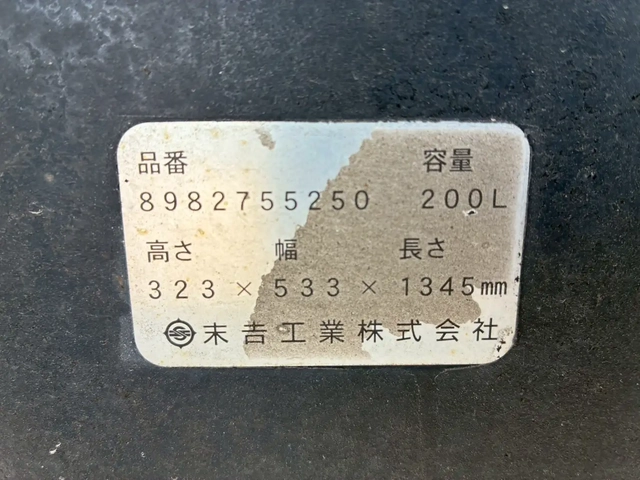 品番 容量
8982755250 200L
高さ 幅 長さ
323 × 533 × 1345mm
末吉工業株式会社